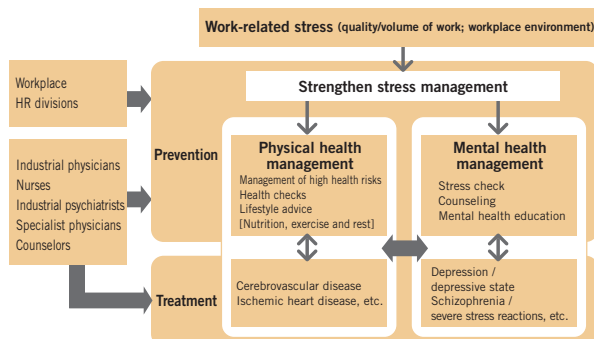 Work-related stress (quality/volume of work; workplace environment)
Workplace
HR divisions
Strengthen stress management
Prevention
Physical health
management
Management of high health risks
Health checks
Lifestyle advice
[Nutrition, exercise and rest]
Mental health
management
Stress check
Counseling
Mental health education
Industrial physicians
Nurses
Industrial psychiatrists
Specialist physicians
Counselors
Treatment
Cerebrovascular disease
Ischemic heart disease, etc.
Depression /
depressive state
Schizophrenia /
severe stress reactions, etc.